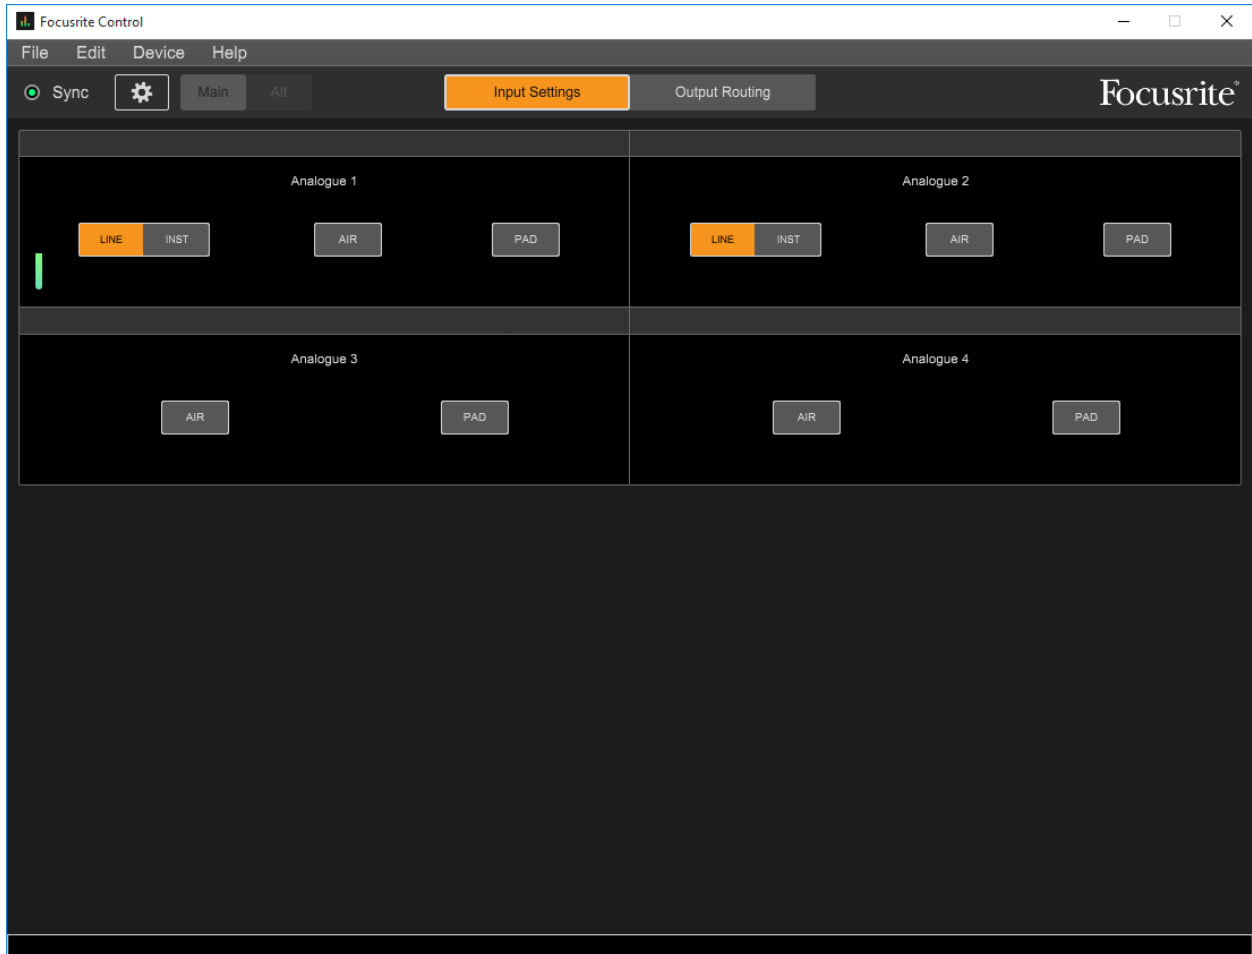 Focusrite Control
File Edit Device Help
Sync Main Alt Input Settings Output Routing Focusrite®
Analogue 1 Analogue 2
LINE INST AIR PAD LINE INST AIR PAD
Analogue 3 Analogue 4
AIR PAD AIR PAD